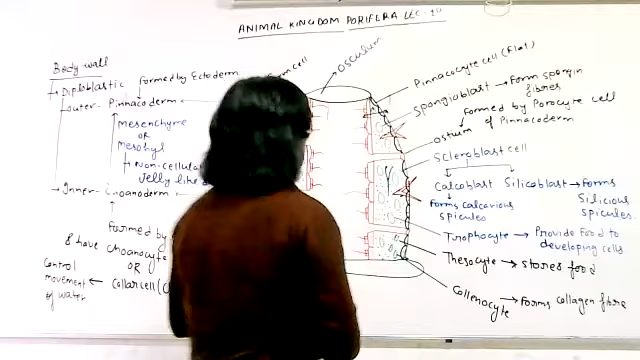 ANIMAL KINGDOM PORIFERA LEC-
Body wall
Diploblastic
formed by Ectoderm
cell
outer- Pinnacoderm
mesenchyme
OR
mesohyl
Non-cellular
Jelly like
Inner- Choanoderm
formed by
& have choanocyte
OR
collar cell (
control
movement
of water
osculum
Pinnacocyte cell (Flat)
Spongioblast → Form spongin
fibres
ostium → formed by Porocyte cell
of Pinnacoderm
Scleroblast cell
Calcoblast Silicoblast → Forms
Silicious
spicules.
Forms calcarious
spicules
Trophocyte → Provide food to
developing cells
Thesocyte → stores food
Collenocyte → Forms collagen fibre